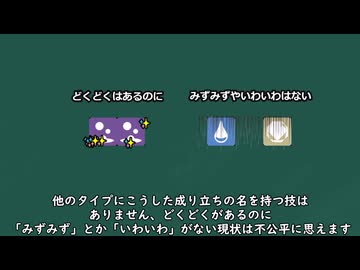 どくどくはあるのに
みずみずやいわいわはない
他のタイプにこうした成り立ちの名を持つ技は
ありません、どくどくがあるのに
「みずみず」とか「いわいわ」がない現状は不公平に思えます